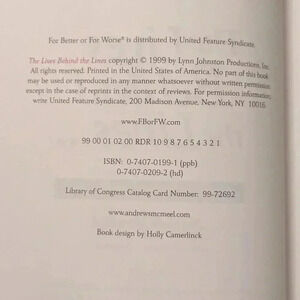 For Better or For Worse® is distributed by United Feature Syndicate.
The Lives Behind the Lines copyright © 1999 by Lynn Johnston Productions, Inc.
All rights reserved. Printed in the United States of America. No part of this book
may be used or reproduced in any manner whatsoever without written permission
except in the case of reprints in the context of reviews. For permission information,
write United Feature Syndicate, 200 Madison Avenue, New York, NY 10016.
www.FBorFW.com
99 00 01 02 00 RDR 10 9 8 7 6 5 4 3 2 1
ISBN: 0-7407-0199-1 (ppb)
0-7407-0209-2 (hd)
Library of Congress Catalog Card Number: 99-72692
www.andrewsmcmeel.com
Book design by Holly Camerlinck